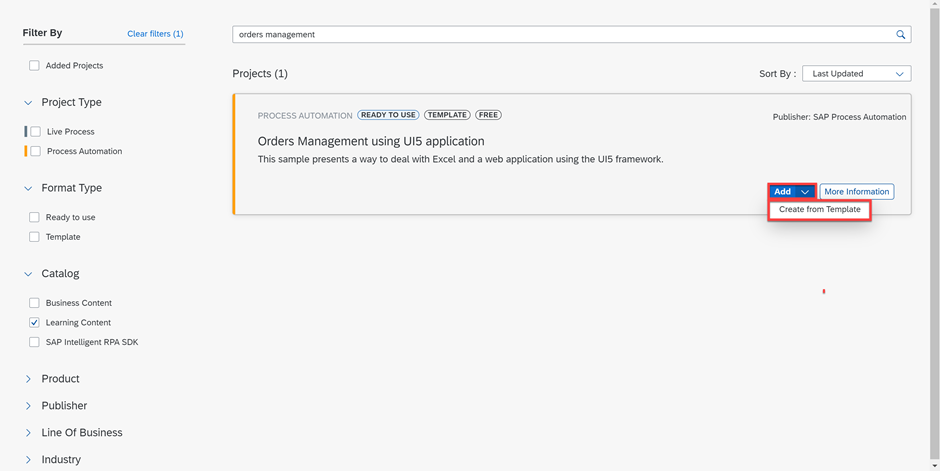 Filter By
Clear filters (1)
Added Projects
Project Type
Live Process
Process Automation
Format Type
Ready to use
Template
Catalog
Business Content
Learning Content
SAP Intelligent RPA SDK
Product
Publisher
Line Of Business
Industry
orders management
Projects (1)
Sort By :
Last Updated
PROCESS AUTOMATION READY TO USE TEMPLATE FREE
Publisher: SAP Process Automation
Orders Management using UI5 application
This sample presents a way to deal with Excel and a web application using the UI5 framework.
Add
More Information
Create from Template